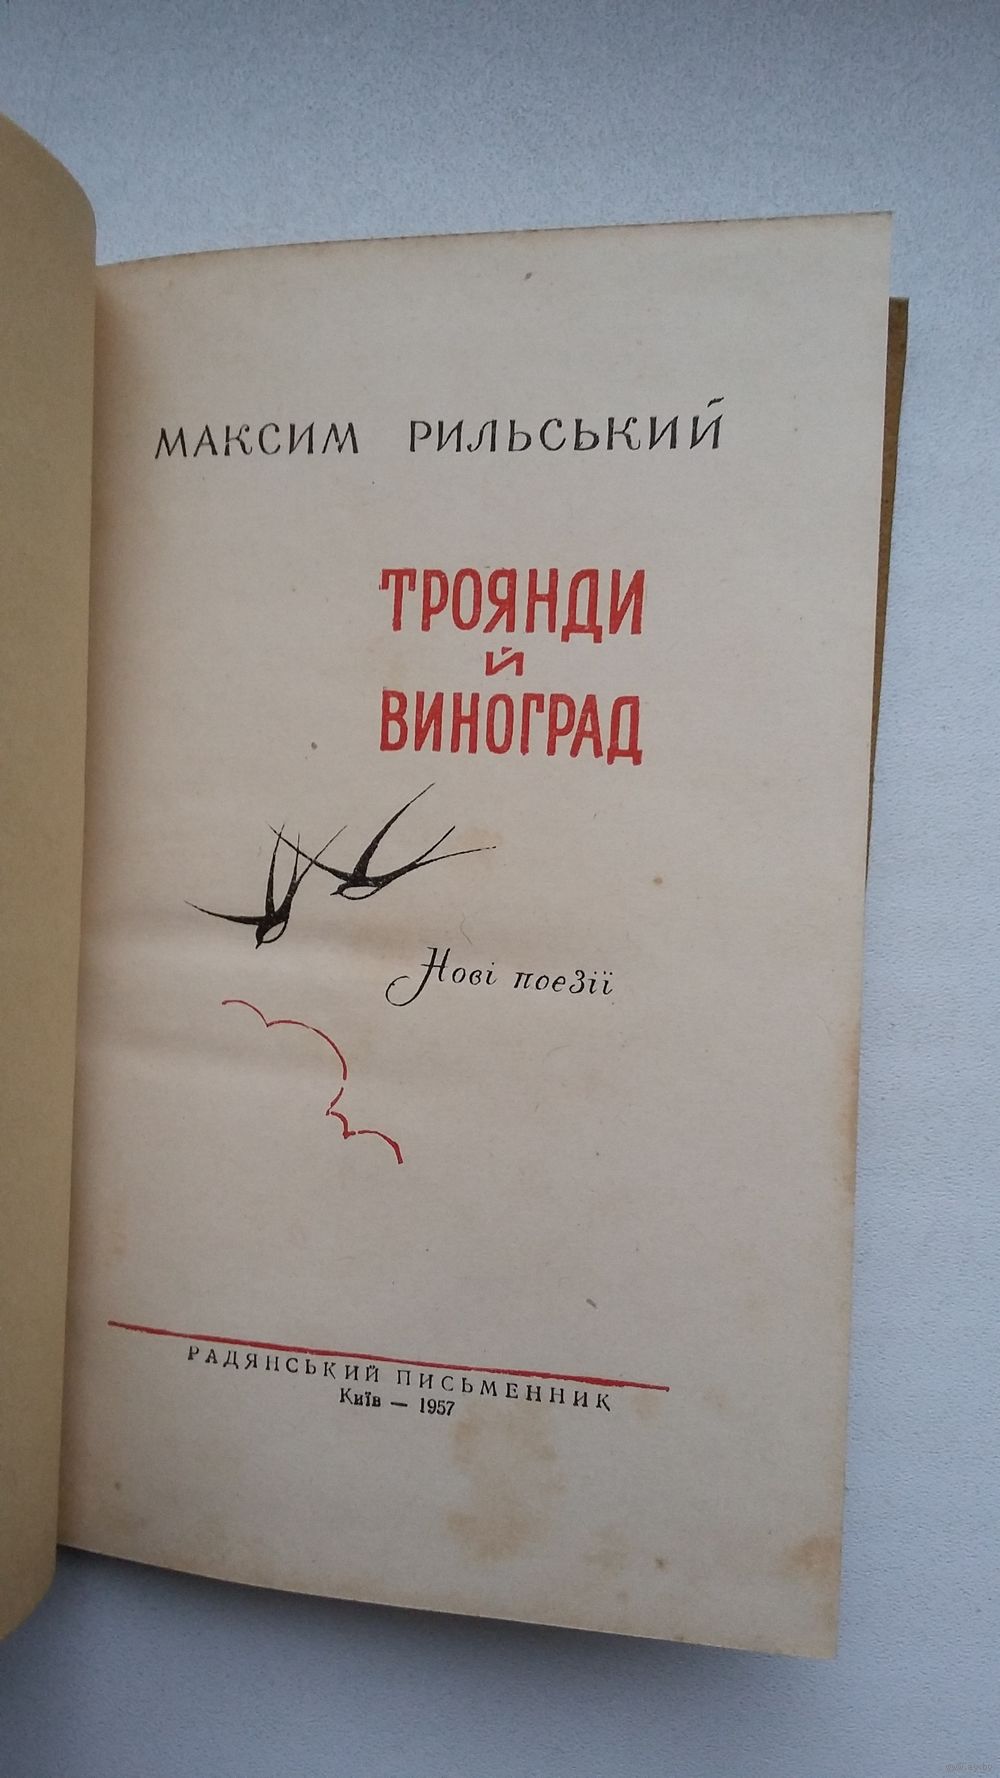 МАКСИМ РИЛЬСЬКИЙ
ТРОЯНДИ
Й
ВИНОГРАД
Нові поезії
РАДЯНСЬКИЙ ПИСЬМЕННИК
Київ — 1957